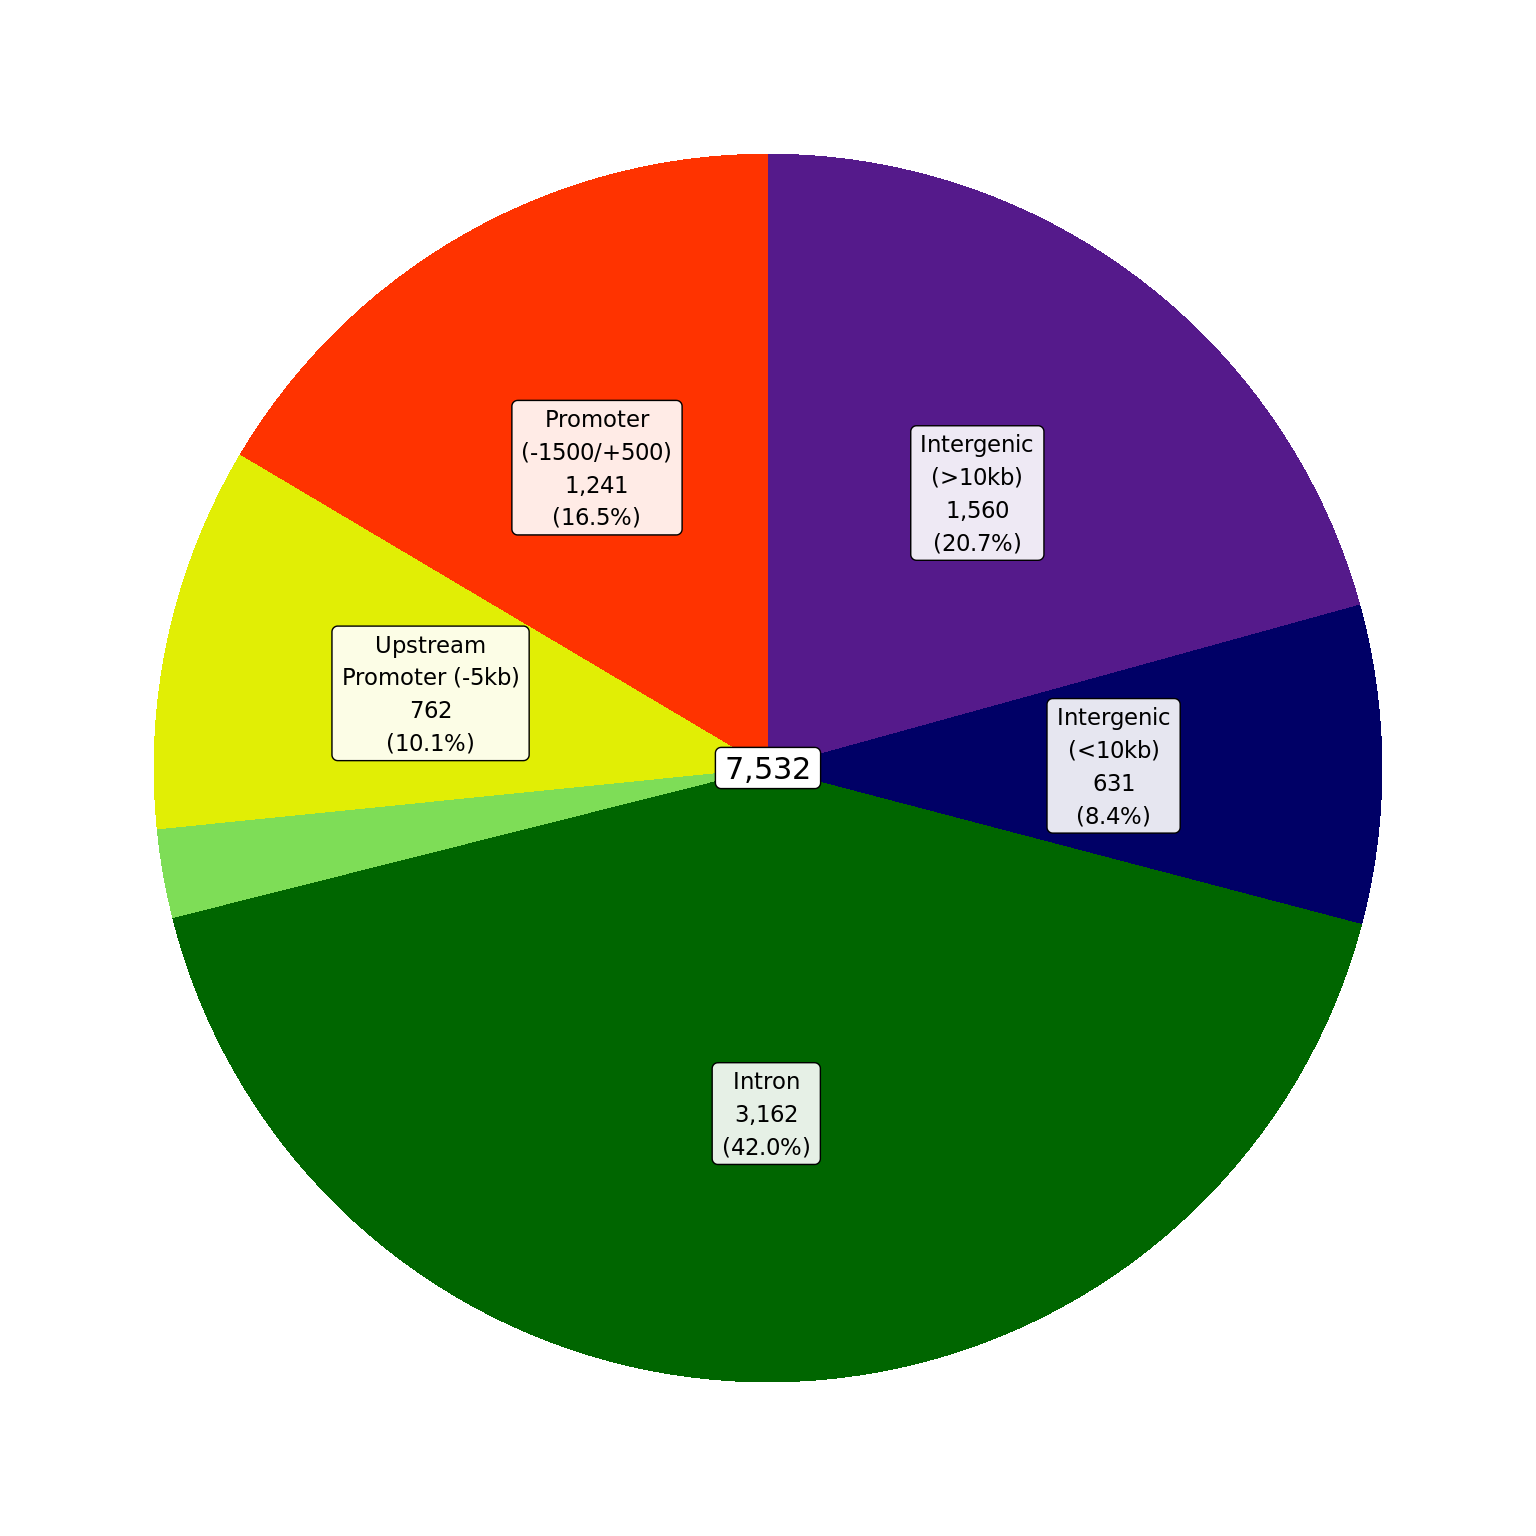 Promoter
(-1500/+500)
1,241
(16.5%)
Intergenic
(>10kb)
1,560
(20.7%)
Upstream
Promoter (-5kb)
762
(10.1%)
7,532
Intergenic
(<10kb)
631
(8.4%)
Intron
3,162
(42.0%)